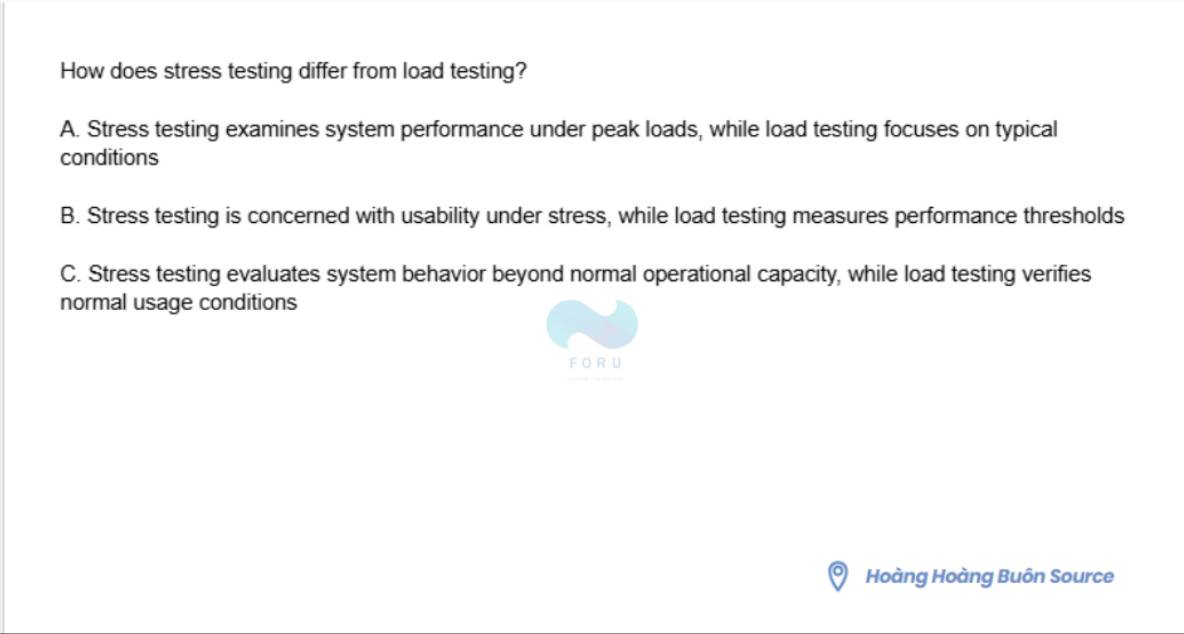 How does stress testing differ from load testing?
A. Stress testing examines system performance under peak loads, while load testing focuses on typical
conditions
B. Stress testing is concerned with usability under stress, while load testing measures performance thresholds
C. Stress testing evaluates system behavior beyond normal operational capacity, while load testing verifies
normal usage conditions
FORU
Hoàng Hoàng Buôn Source